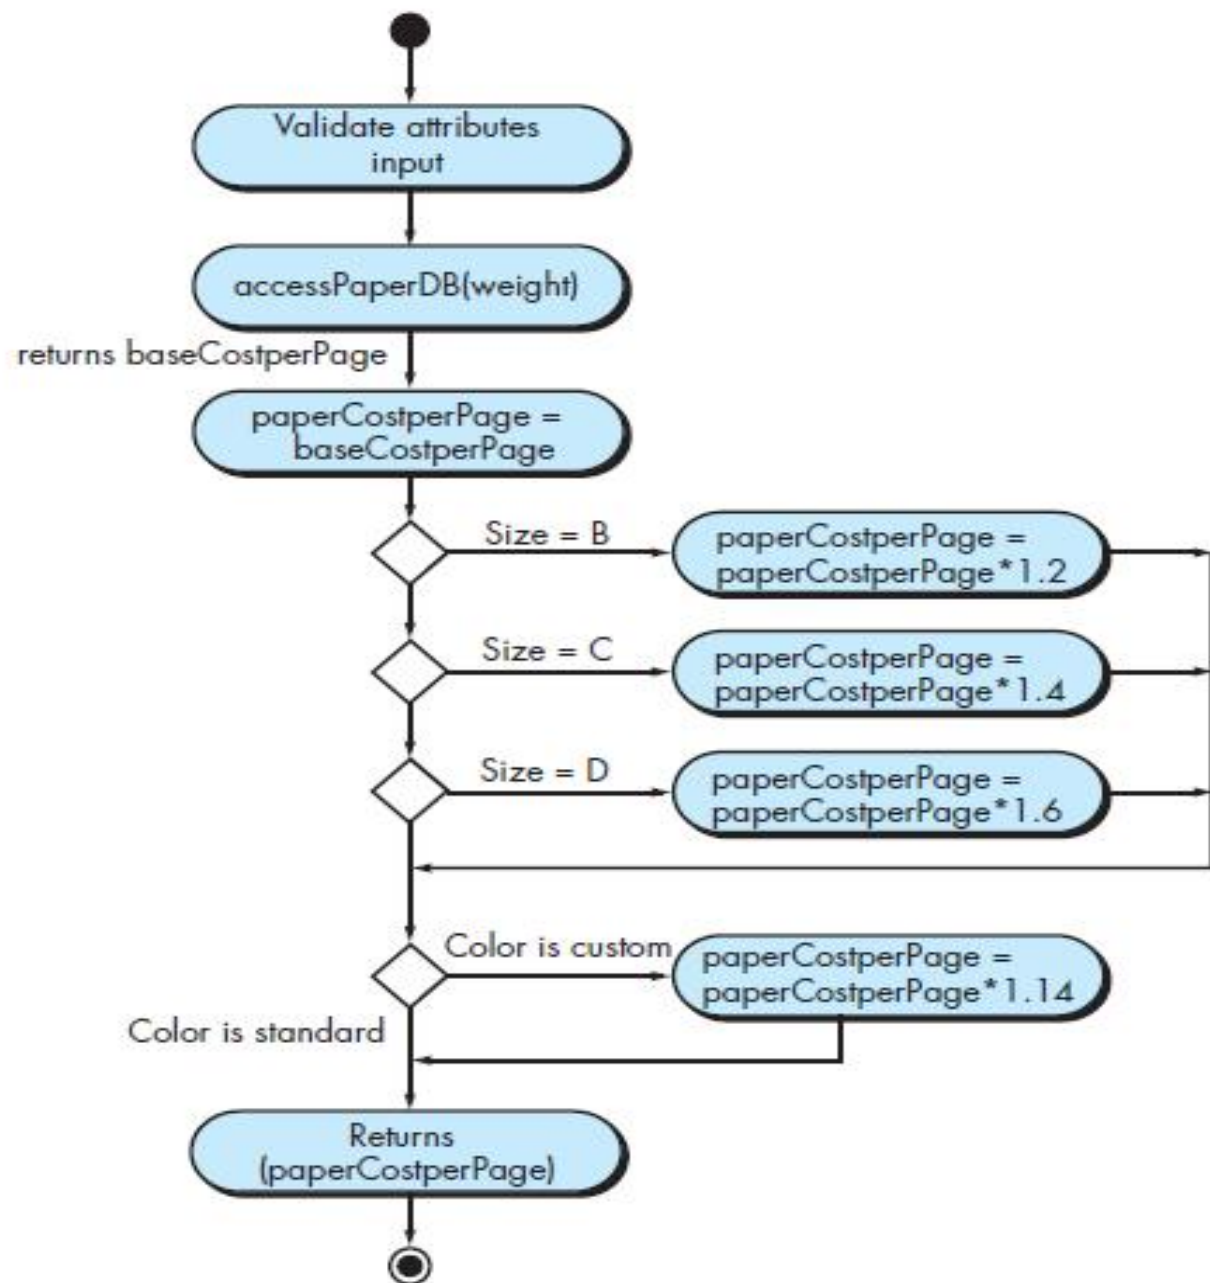 Validate attributes
input
accessPaperDB(weight)
returns baseCostperPage
paperCostperPage =
baseCostperPage
Size = B
paperCostperPage =
paperCostperPage*1.2
Size = C
paperCostperPage =
paperCostperPage*1.4
Size = D
paperCostperPage =
paperCostperPage*1.6
Color is custom
paperCostperPage =
paperCostperPage*1.14
Color is standard
Returns
(paperCostperPage)